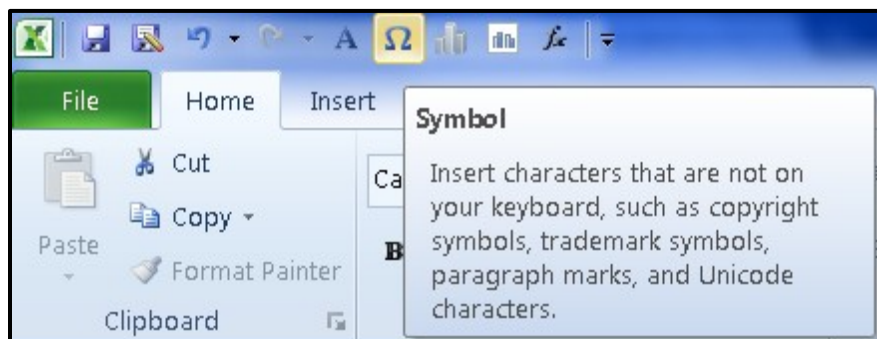 A Ω fx
File Home Insert
Symbol
Insert characters that are not on
your keyboard, such as copyright
symbols, trademark symbols,
paragraph marks, and Unicode
characters.
Cut
Ca
Copy
Paste
B
Format Painter
Clipboard